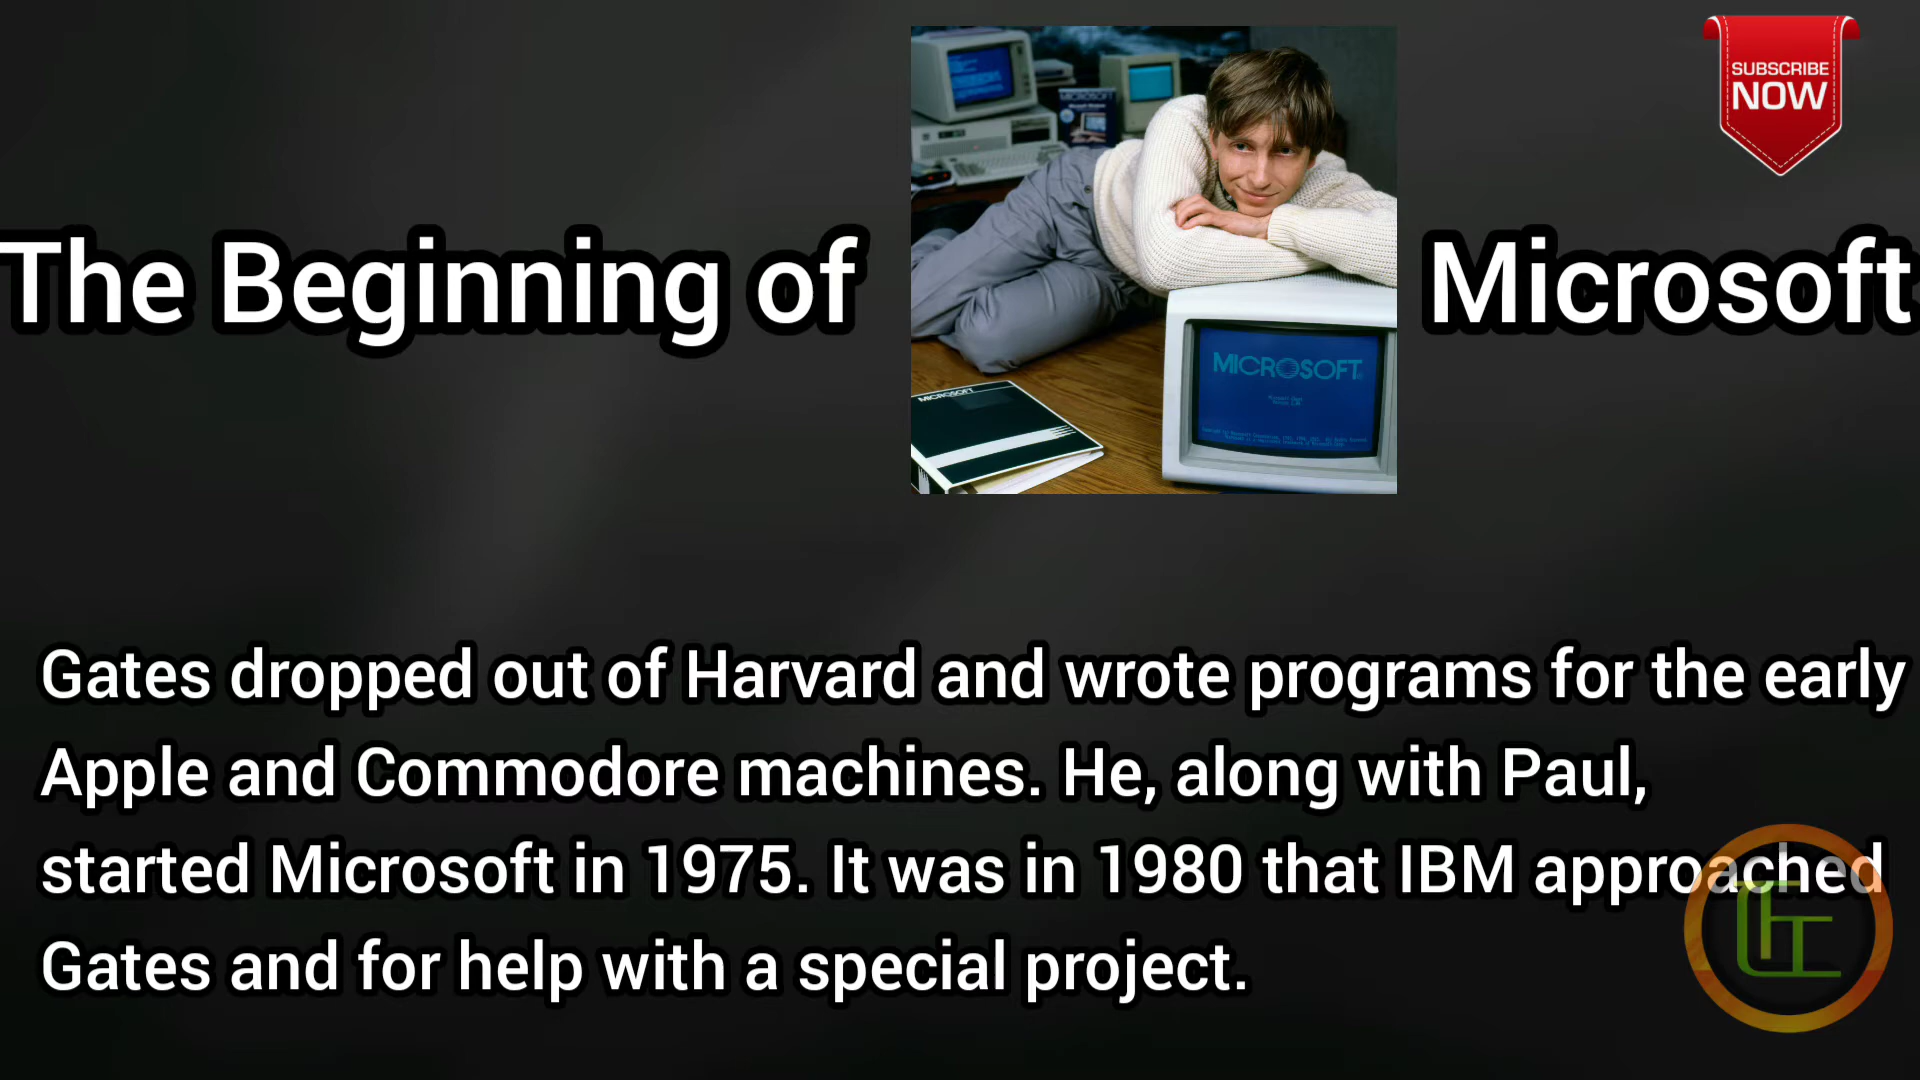 SUBSCRIBE
NOW
The Beginning of Microsoft
MICROSOFT
MICROSOFT
MICROSOFT
Gates dropped out of Harvard and wrote programs for the early
Apple and Commodore machines. He, along with Paul,
started Microsoft in 1975. It was in 1980 that IBM approached
Gates and for help with a special project.